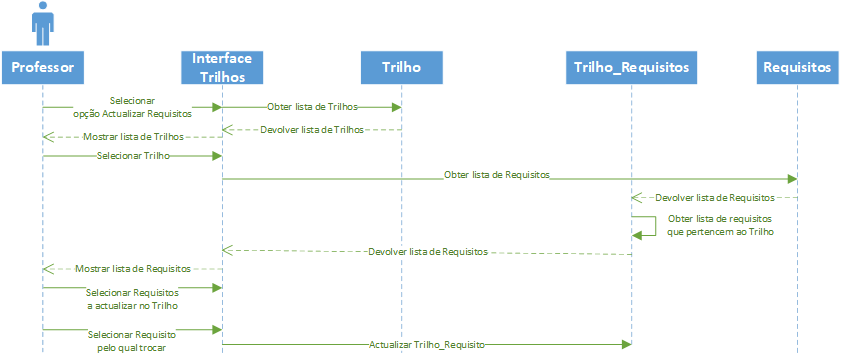 Professor
Interface
Trilhos
Trilho
Trilho_Requisitos
Requisitos
Selecionar
opção Actualizar Requisitos
Obter lista de Trilhos
Devolver lista de Trilhos
Mostrar lista de Trilhos
Selecionar Trilho
Obter lista de Requisitos
Devolver lista de Requisitos
Obter lista de requisitos
que pertencem ao Trilho
Devolver lista de Requisitos
Mostrar lista de Requisitos
Selecionar Requisitos
a actualizar no Trilho
Selecionar Requisito
pelo qual trocar
Actualizar Trilho_Requisito